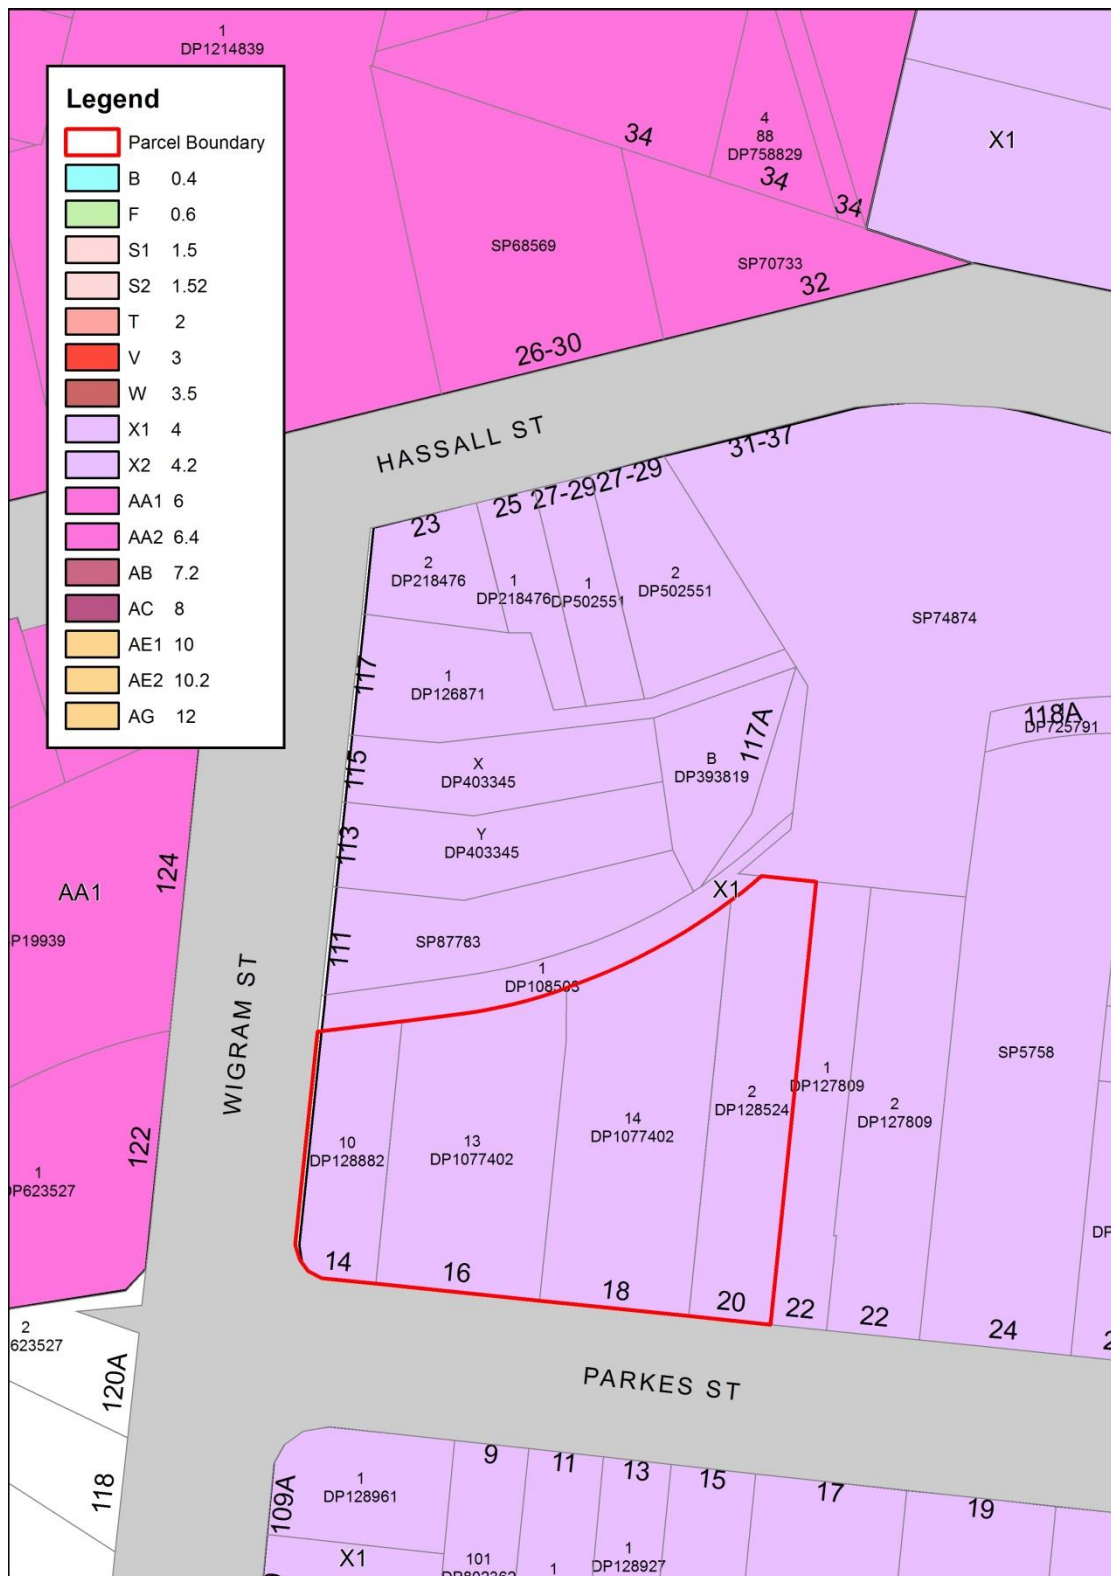 1
DP1214839
Legend
Parcel Boundary
B 0.4
F 0.6
S1 1.5
S2 1.52
T 2
V 3
W 3.5
X1 4
X2 4.2
AA1 6
AA2 6.4
AB 7.2
AC 8
AE1 10
AE2 10.2
AG 12
34
4
88
DP758829
34
34
X1
SP68569
SP70733
32
26-30
HASSALL ST
31-37
27-29
27-29
25
23
2
DP218476
1
DP218476
1
DP502551
2
DP502551
SP74874
117
1
DP126871
117A
118A
DP725791
115
X
DP403345
B
DP393819
113
Y
DP403345
124
AA1
P19939
X1
111
SP87783
1
DP108503
WIGRAM ST
SP5758
122
1
DP623527
10
DP128882
13
DP1077402
14
DP1077402
2
DP128524
1
DP127809
2
DP127809
DP
14
16
18
20
22
22
24
2
623527
120A
PARKES ST
118
109A
1
DP128961
9
11
13
15
17
19
X1
101
DP802362
1
1
DP128927